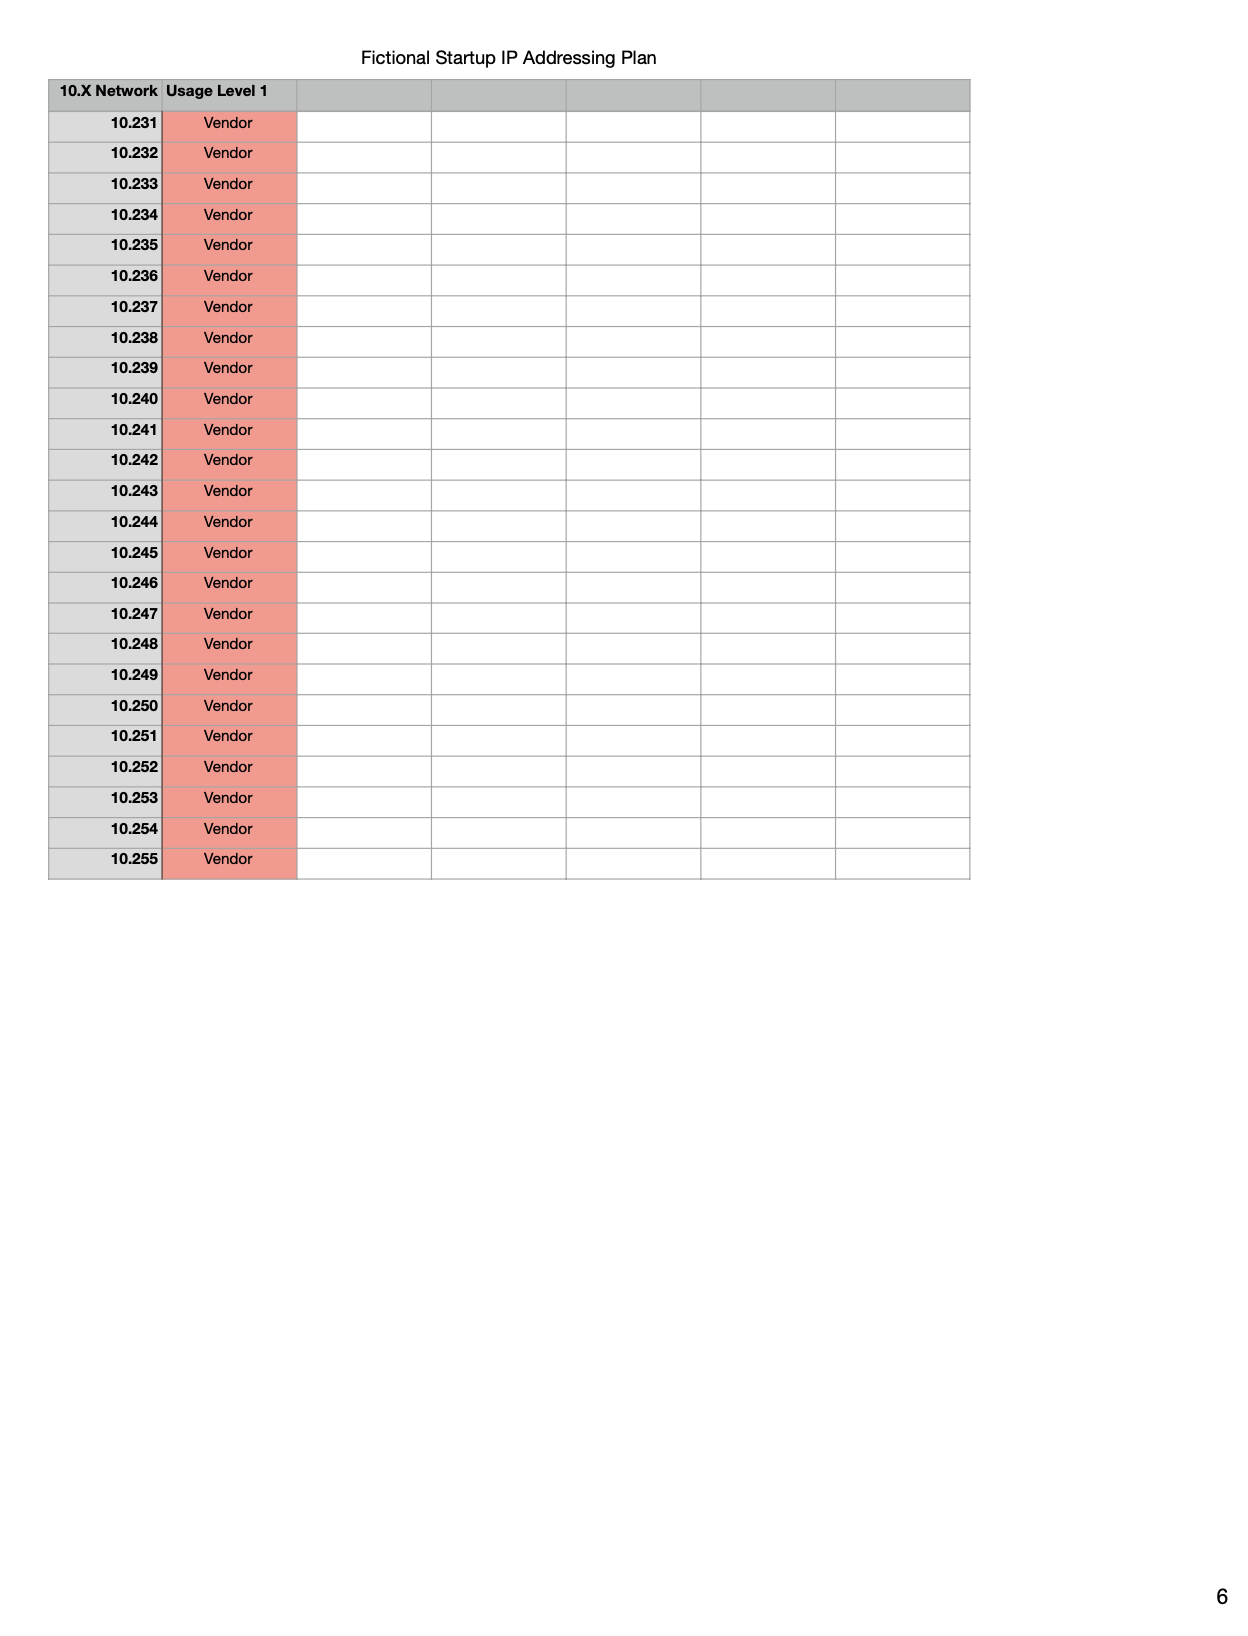 Fictional Startup IP Addressing Plan
10.X Network Usage Level 1
10.231 Vendor
10.232 Vendor
10.233 Vendor
10.234 Vendor
10.235 Vendor
10.236 Vendor
10.237 Vendor
10.238 Vendor
10.239 Vendor
10.240 Vendor
10.241 Vendor
10.242 Vendor
10.243 Vendor
10.244 Vendor
10.245 Vendor
10.246 Vendor
10.247 Vendor
10.248 Vendor
10.249 Vendor
10.250 Vendor
10.251 Vendor
10.252 Vendor
10.253 Vendor
10.254 Vendor
10.255 Vendor
6